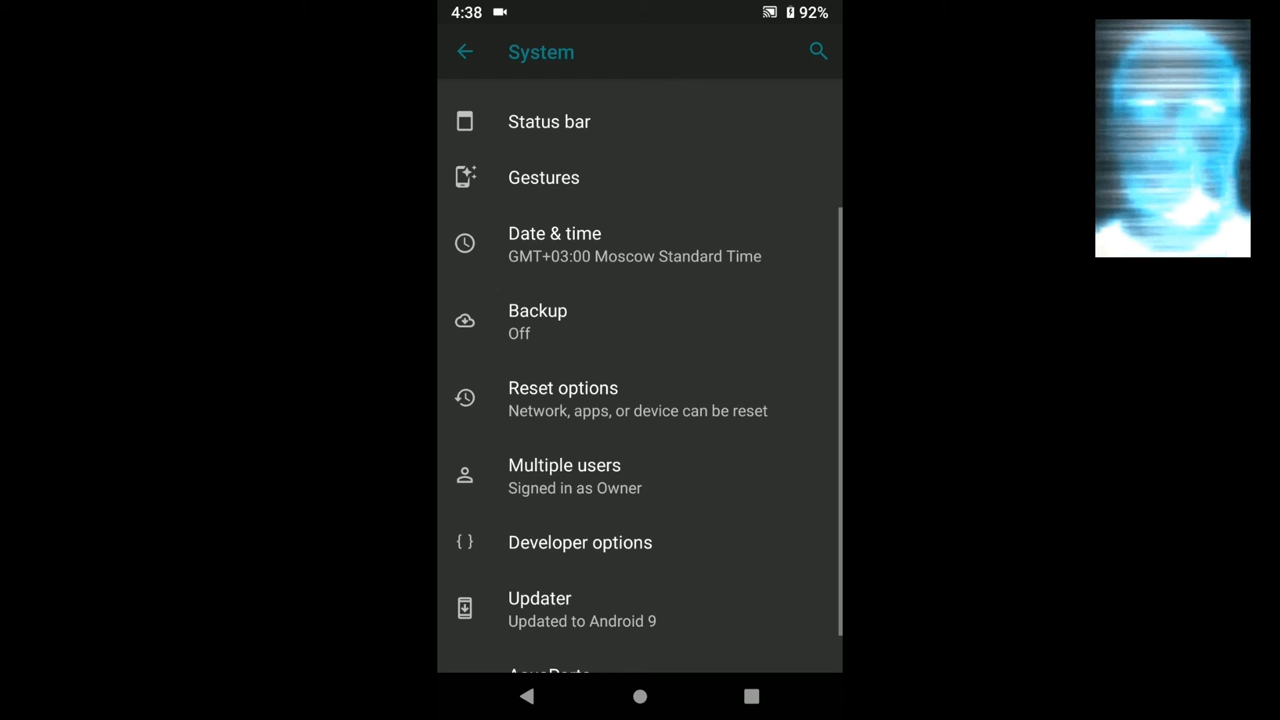 4:38
92%
System
Status bar
Gestures
Date & time
GMT+03:00 Moscow Standard Time
Backup
Off
Reset options
Network, apps, or device can be reset
Multiple users
Signed in as Owner
{ }
Developer options
Updater
Updated to Android 9